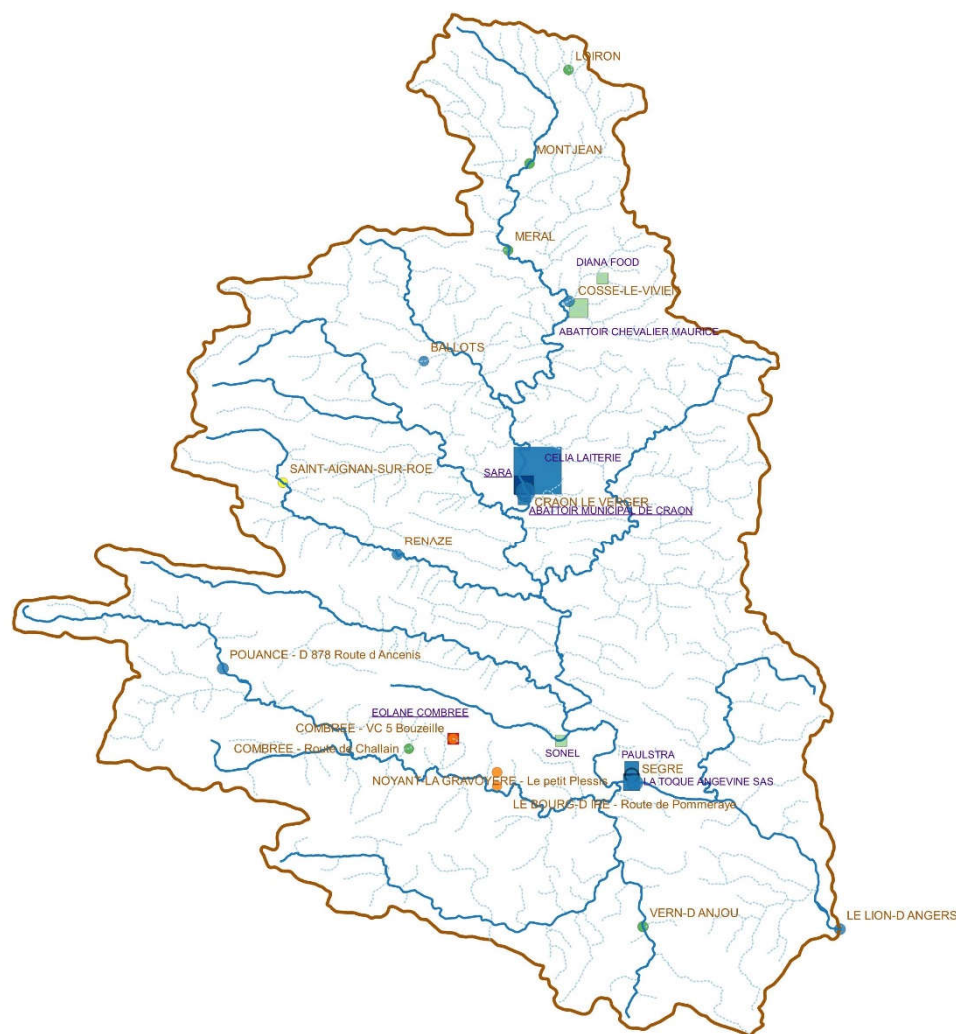 LOIRON
MONTJEAN
MERAL
DIANA FOOD
COSSE-LE-VIVIEN
ABATTOIR CHEVALIER MAURICE
BALLOTS
CELIA LAITERIE
SAINT-AIGNAN-SUR-ROE
SARA
CRAON LE VERGER
ABATTOIR MUNICIPAL DE CRAON
RENAZE
POUANCE - D 878 Route d Ancenis
EOLANE COMBREE
COMBREE - VC 5 Bouzeille
COMBREE - Route de Challain
SONEL
PAULSTRA
SEGRE
NOYANT-LA GRAVOYERE - Le petit Plessis
LA TOQUE ANGEVINE SAS
LE BOURG-D IRE - Route de Pommeraye
VERN-D ANJOU
LE LION-D ANGERS